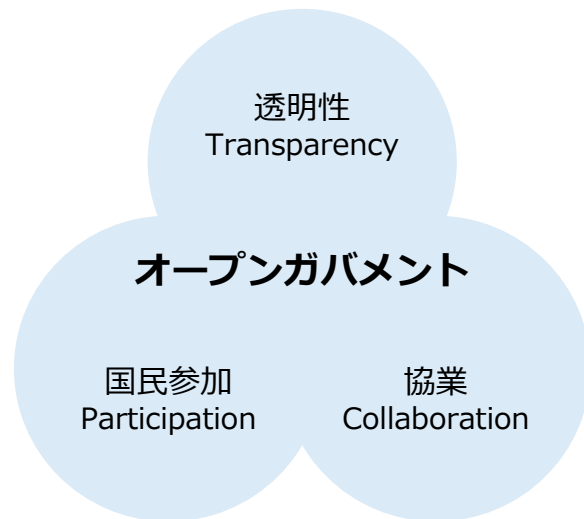 透明性
Transparency
オープンガバメント
国民参加
Participation
協業
Collaboration